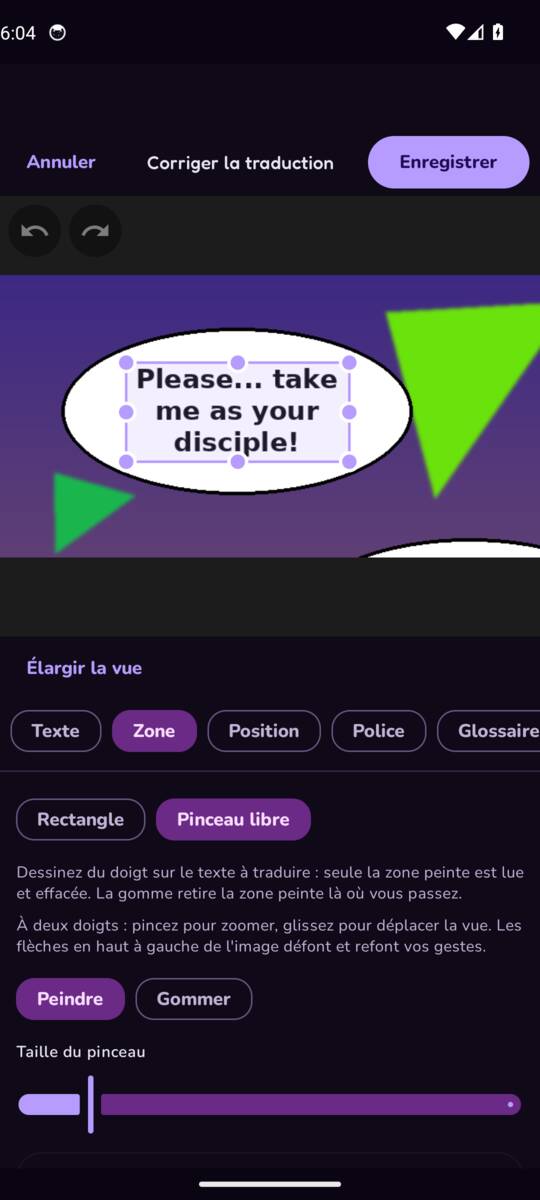 6:04
Annuler
Corriger la traduction
Enregistrer
Please... take
me as your
disciple!
Élargir la vue
Texte
Zone
Position
Police
Glossaire
Rectangle
Pinceau libre
Dessinez du doigt sur le texte à traduire : seule la zone peinte est lue
et effacée. La gomme retire la zone peinte là où vous passez.
À deux doigts : pincez pour zoomer, glissez pour déplacer la vue. Les
flèches en haut à gauche de l'image défont et refont vos gestes.
Peindre
Gommer
Taille du pinceau